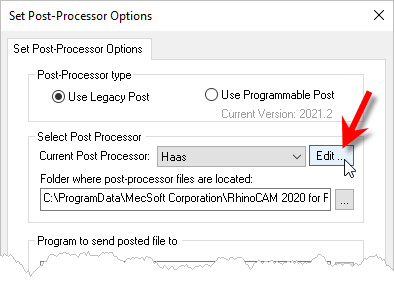 Set Post-Processor Options
Set Post-Processor Options
Post-Processor type
Use Legacy Post
Use Programmable Post
Current Version: 2021.2
Select Post Processor
Current Post Processor:
Haas
Edit ...
Folder where post-processor files are located:
C:\ProgramData\MecSoft Corporation\RhinoCAM 2020 for F
...
Program to send posted file to